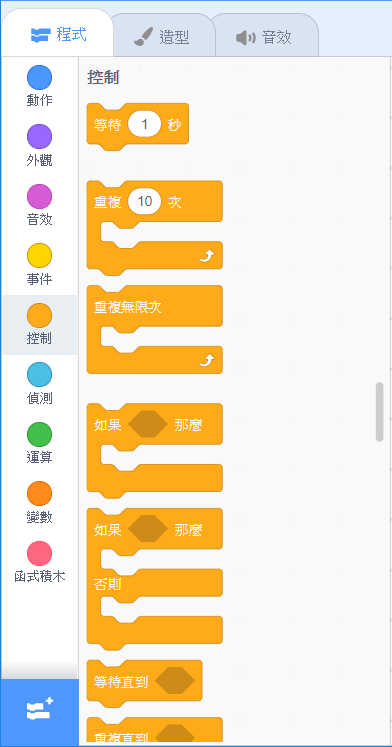 程式
造型
音效
動作
外觀
音效
事件
控制
偵測
運算
變數
函式積木
控制
等待 1 秒
重複 10 次
重複無限次
如果 那麼
如果 那麼
否則
等待直到
重複直到